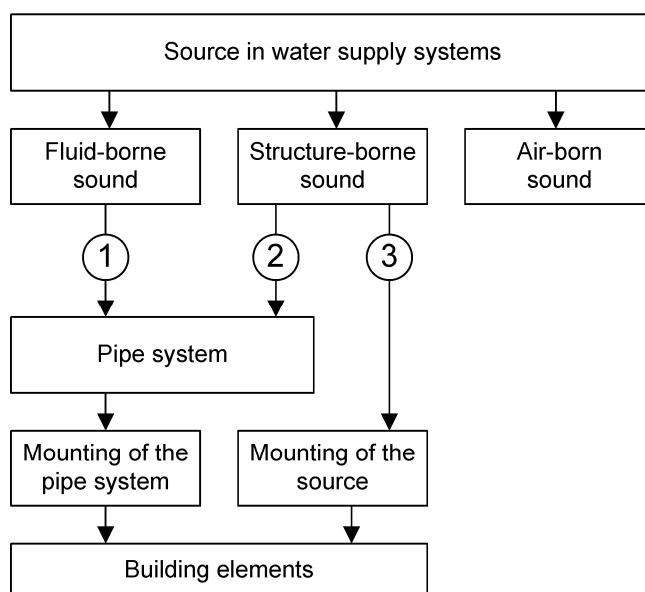 Source in water supply systems
Fluid-borne
sound
Structure-borne
sound
Air-born
sound
1
2
3
Pipe system
Mounting of the
pipe system
Mounting of the
source
Building elements